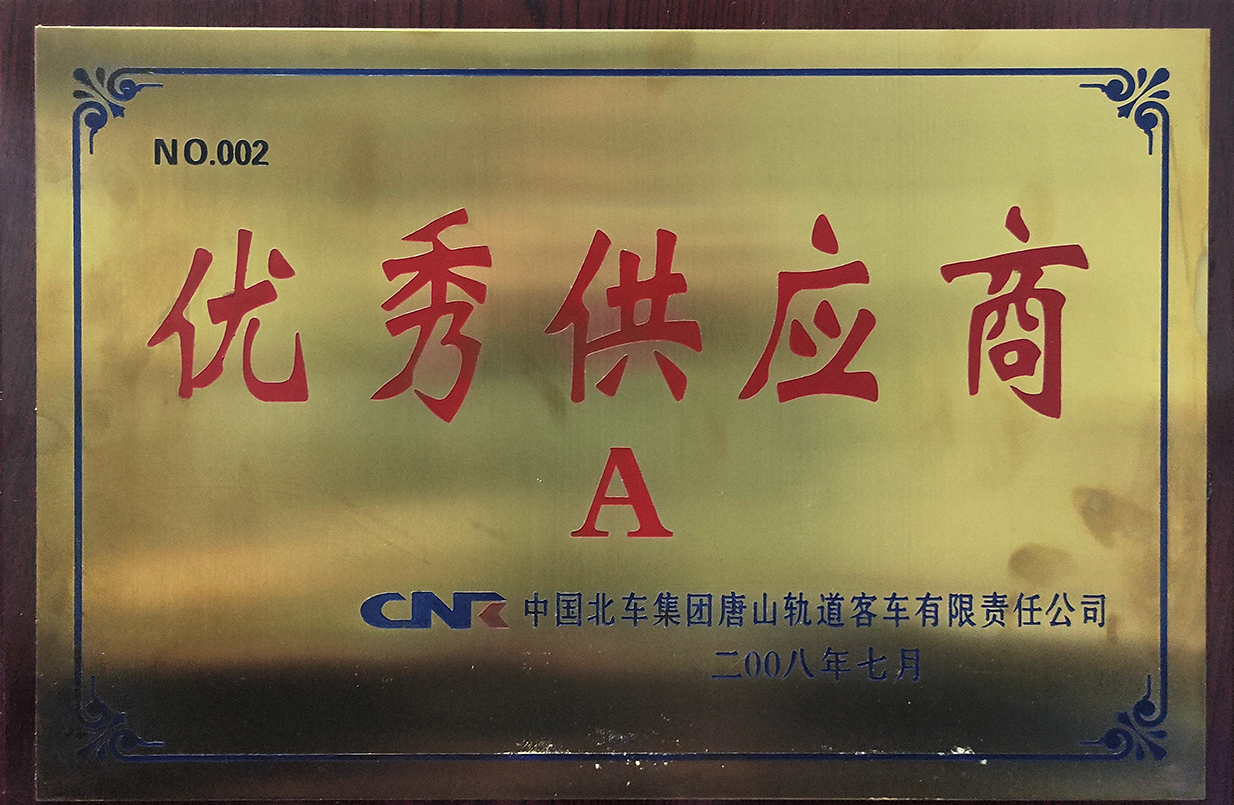 NO.002
优秀供应商
A
CNR 中国北车集团唐山轨道客车有限责任公司
二00八年七月